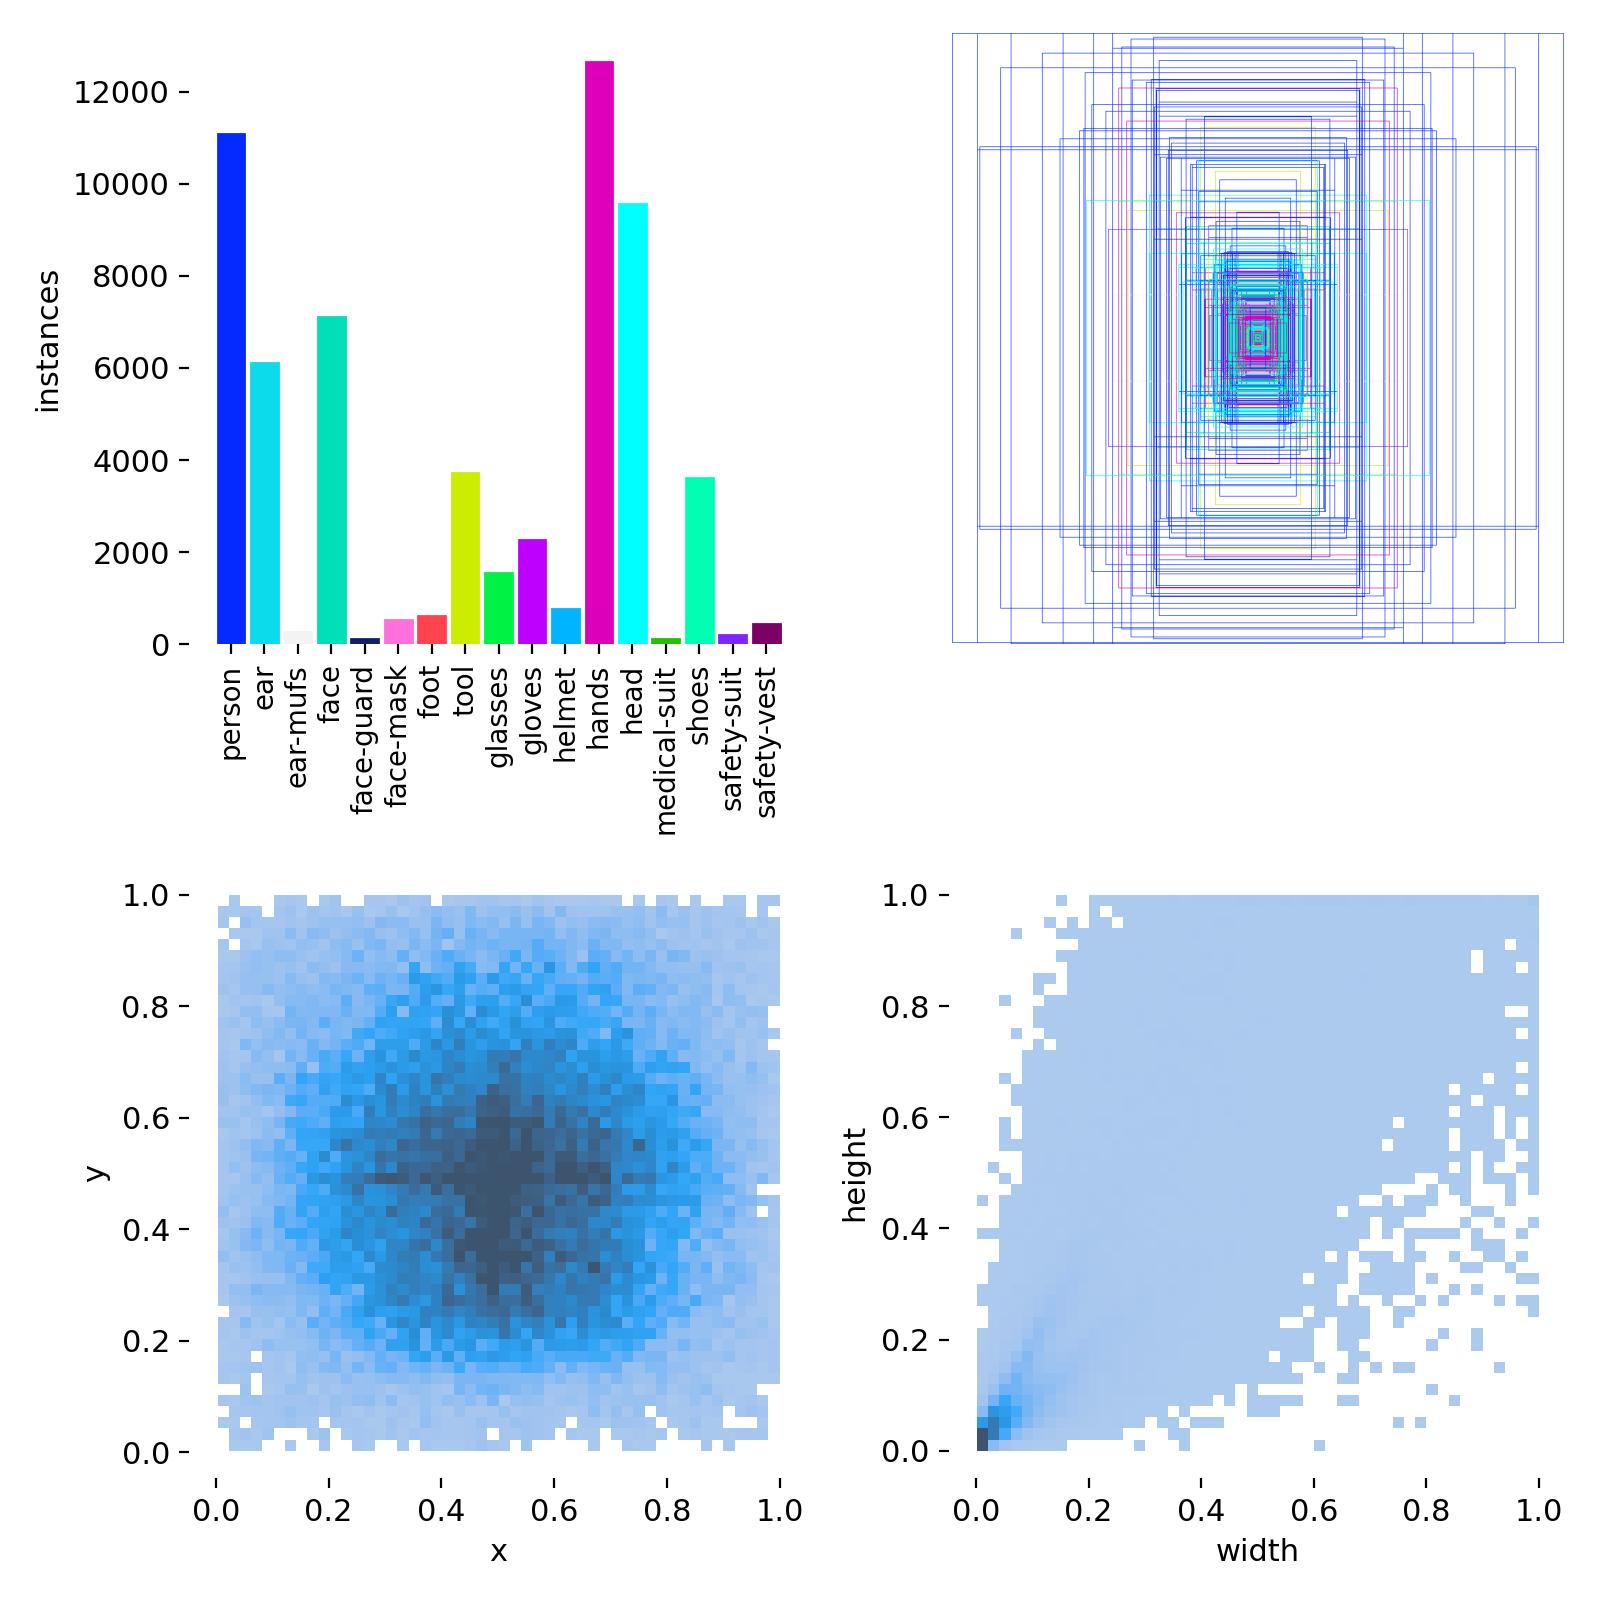 instances
12000
10000
8000
6000
4000
2000
0
person
ear
ear-mufs
face
face-guard
face-mask
foot
tool
glasses
gloves
helmet
hands
head
medical-suit
shoes
safety-suit
safety-vest
y
1.0
0.8
0.6
0.4
0.2
0.0
0.0 0.2 0.4 0.6 0.8 1.0
x
height
1.0
0.8
0.6
0.4
0.2
0.0
0.0 0.2 0.4 0.6 0.8 1.0
width